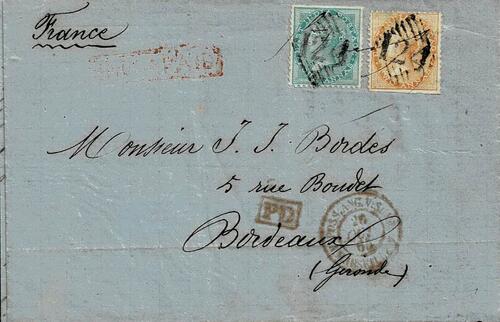 France
Monsieur J. J. Bordes
5 rue Boudet
PD
Bordeaux
(Gironde)